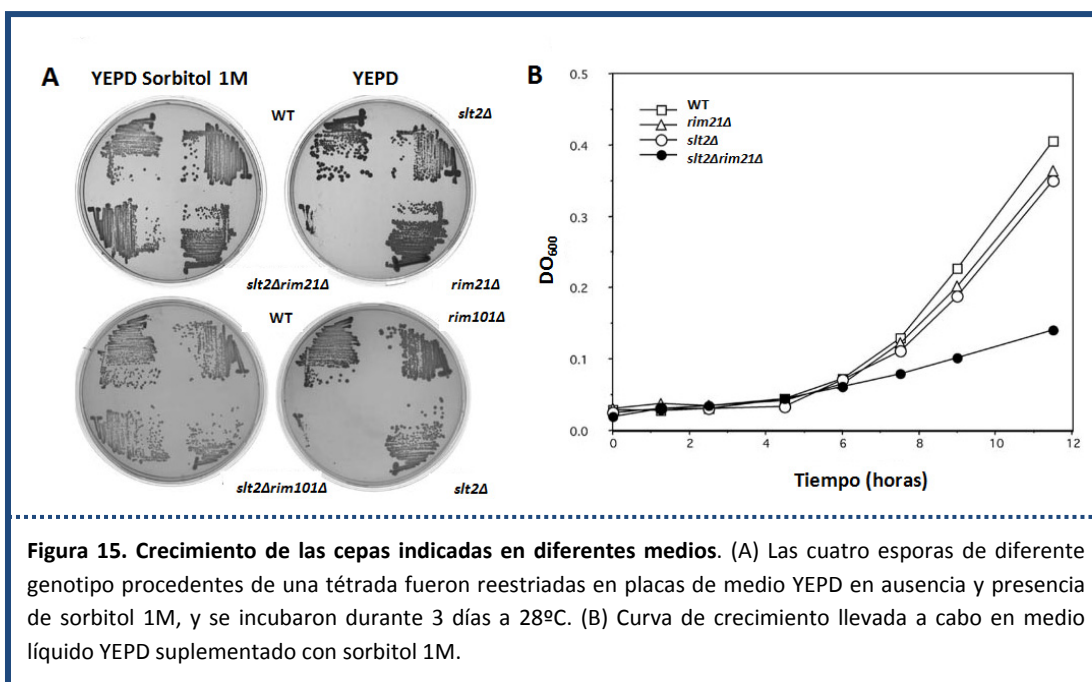 A
YEPD Sorbitol 1M
YEPD
WT
slt2Δ
slt2Δrim21Δ
rim21Δ
WT
rim101Δ
slt2Δrim101Δ
slt2Δ
B
0.5
0.4
0.3
0.2
0.1
0.0
DO600
WT
rim21Δ
slt2Δ
slt2Δrim21Δ
0
2
4
6
8
10
12
Tiempo (horas)
Figura 15. Crecimiento de las cepas indicadas en diferentes medios. (A) Las cuatro esporas de diferente
genotipo procedentes de una tétrada fueron reestriadas en placas de medio YEPD en ausencia y presencia
de sorbitol 1M, y se incubaron durante 3 días a 28ºC. (B) Curva de crecimiento llevada a cabo en medio
líquido YEPD suplementado con sorbitol 1M.